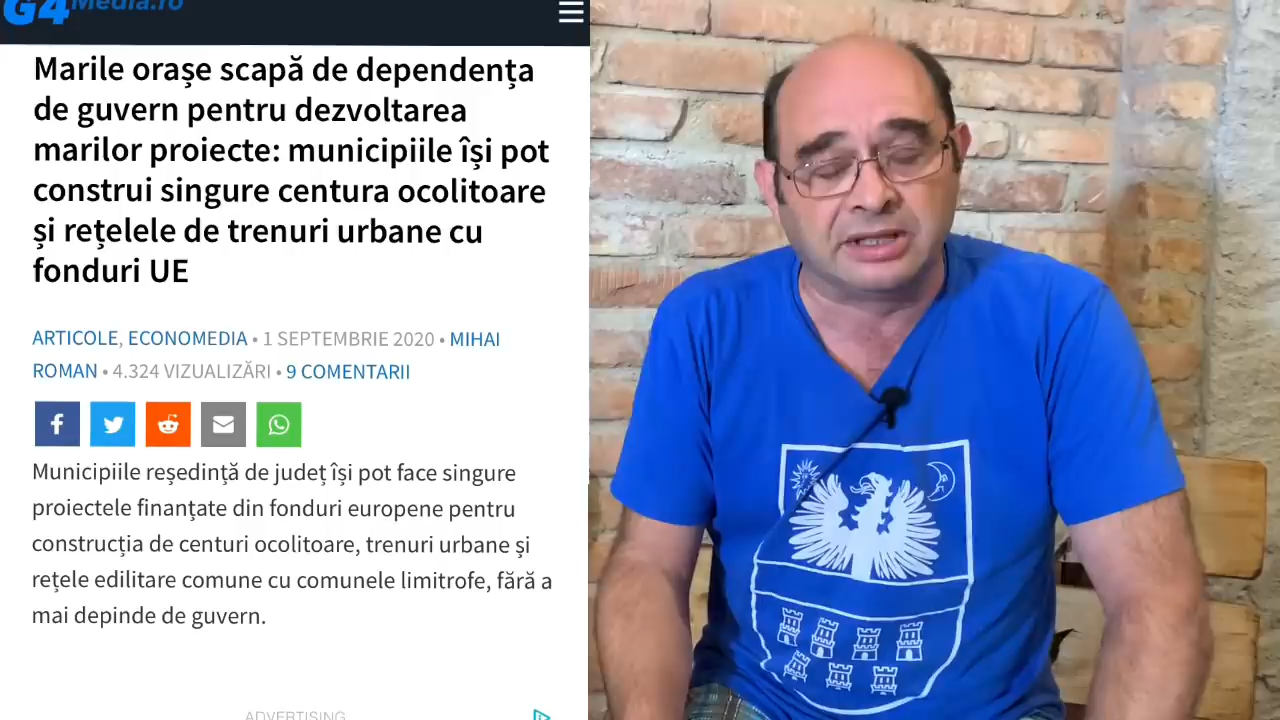 G4Media.ro
Marile orașe scapă de dependența
de guvern pentru dezvoltarea
marilor proiecte: municipiile își pot
construi singure centura ocolitoare
și rețelele de trenuri urbane cu
fonduri UE
ARTICOLE, ECONOMEDIA • 1 SEPTEMBRIE 2020 • MIHAI
ROMAN • 4.324 VIZUALIZĂRI • 9 COMENTARII
Municipiile reședință de județ își pot face singure
proiectele finanțate din fonduri europene pentru
construcția de centuri ocolitoare, trenuri urbane și
rețele edilitare comune cu comunele limitrofe, fără a
mai depinde de guvern.
ADVERTISING